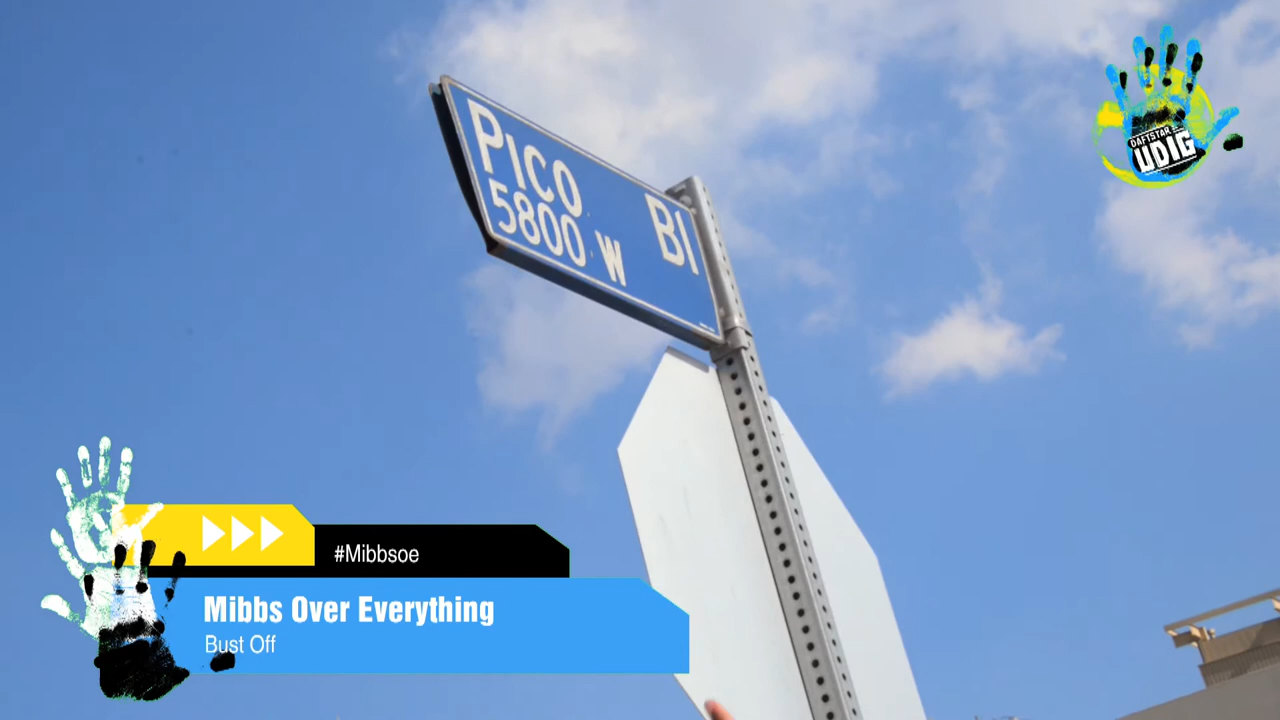 PICO Bl
5800 W
DAFTSTAR
UDIG
#Mibbsoe
Mibbs Over Everything
Bust Off